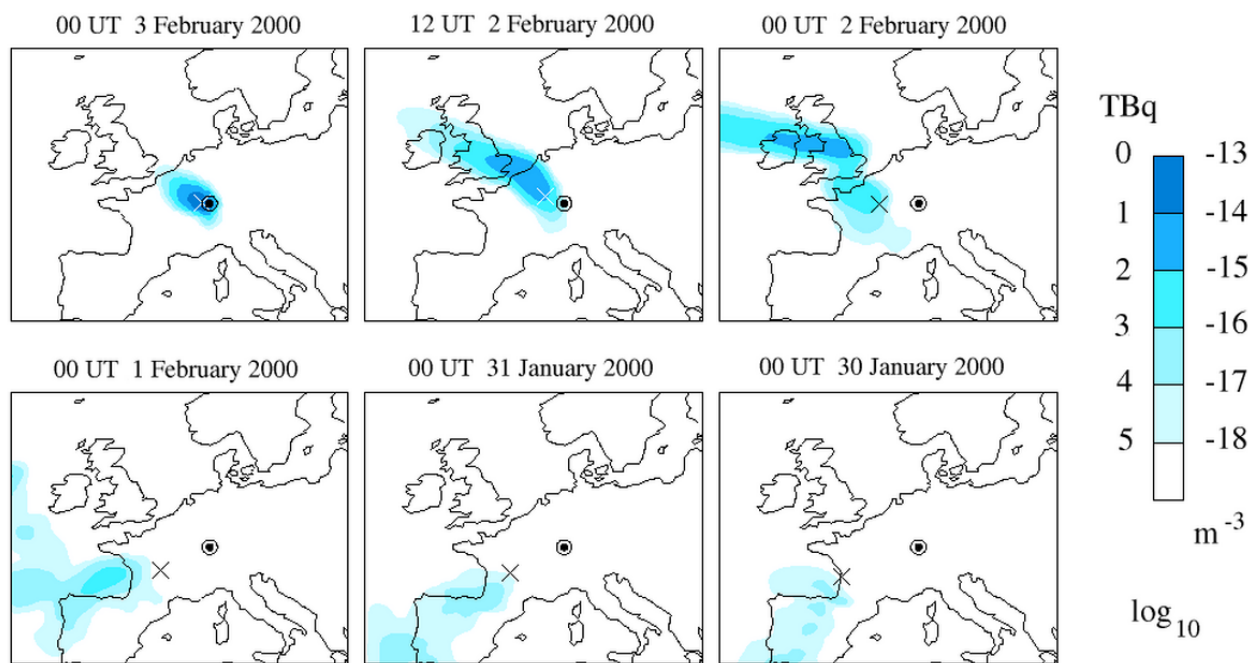 00 UT 3 February 2000
12 UT 2 February 2000
00 UT 2 February 2000
TBq
0 -13
1 -14
2 -15
3 -16
4 -17
5 -18
m-3
log10
00 UT 1 February 2000
00 UT 31 January 2000
00 UT 30 January 2000